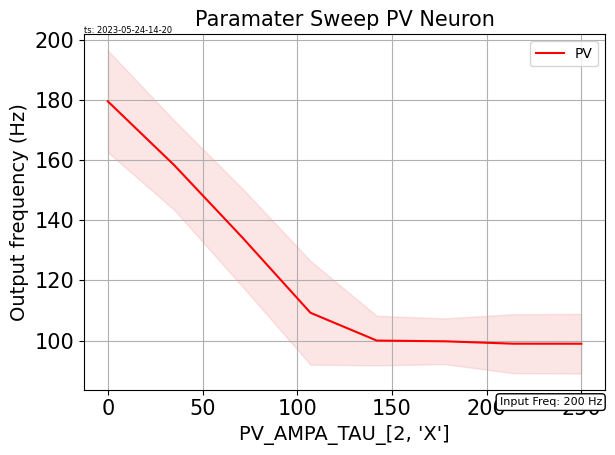 Paramater Sweep PV Neuron
ts: 2023-05-24-14-20
PV
200
180
160
140
120
100
Output frequency (Hz)
0 50 100 150 200 250
Input Freq: 200 Hz
PV_AMPA_TAU_[2, 'X']